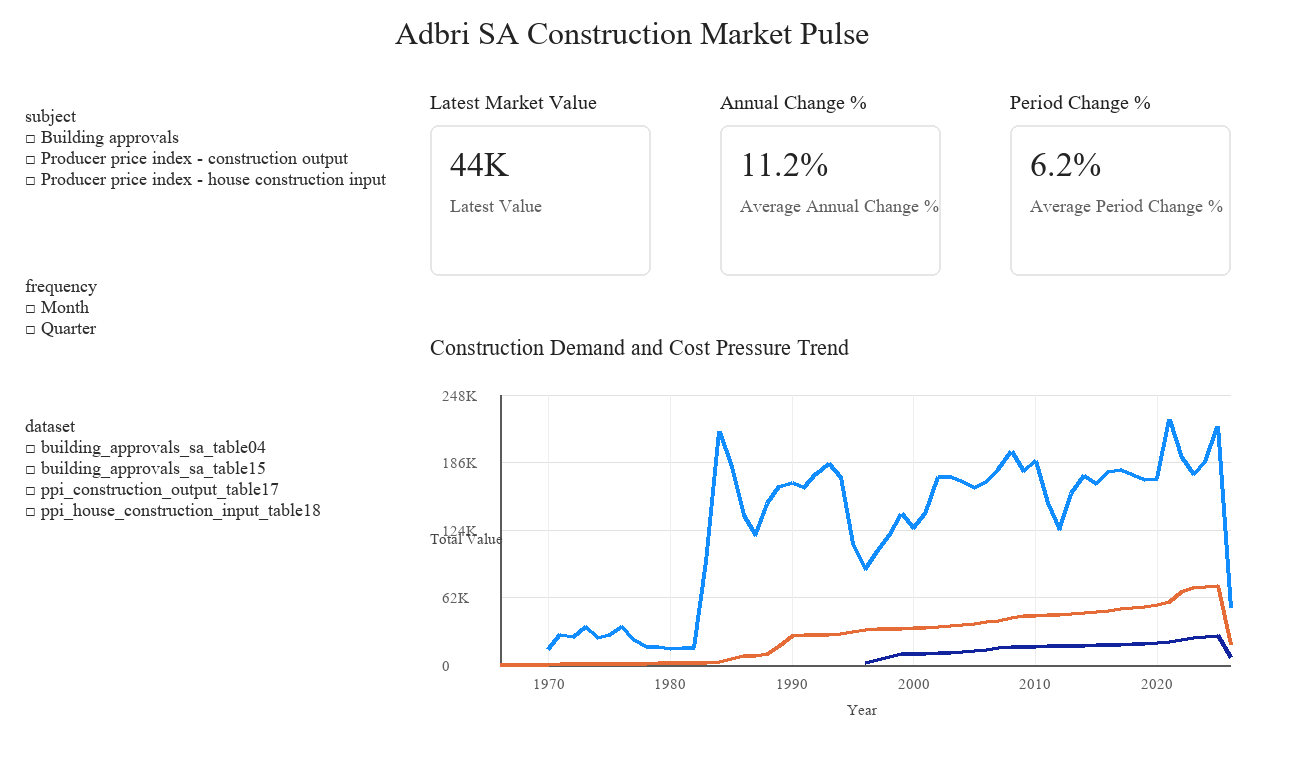 Adbri SA Construction Market Pulse
subject
□ Building approvals
□ Producer price index - construction output
□ Producer price index - house construction input
frequency
□ Month
□ Quarter
dataset
□ building_approvals_sa_table04
□ building_approvals_sa_table15
□ ppi_construction_output_table17
□ ppi_house_construction_input_table18
Latest Market Value
44K
Latest Value
Annual Change %
11.2%
Average Annual Change %
Period Change %
6.2%
Average Period Change %
Construction Demand and Cost Pressure Trend
248K
186K
124K
Total Value
62K
0
1970 1980 1990 2000 2010 2020
Year